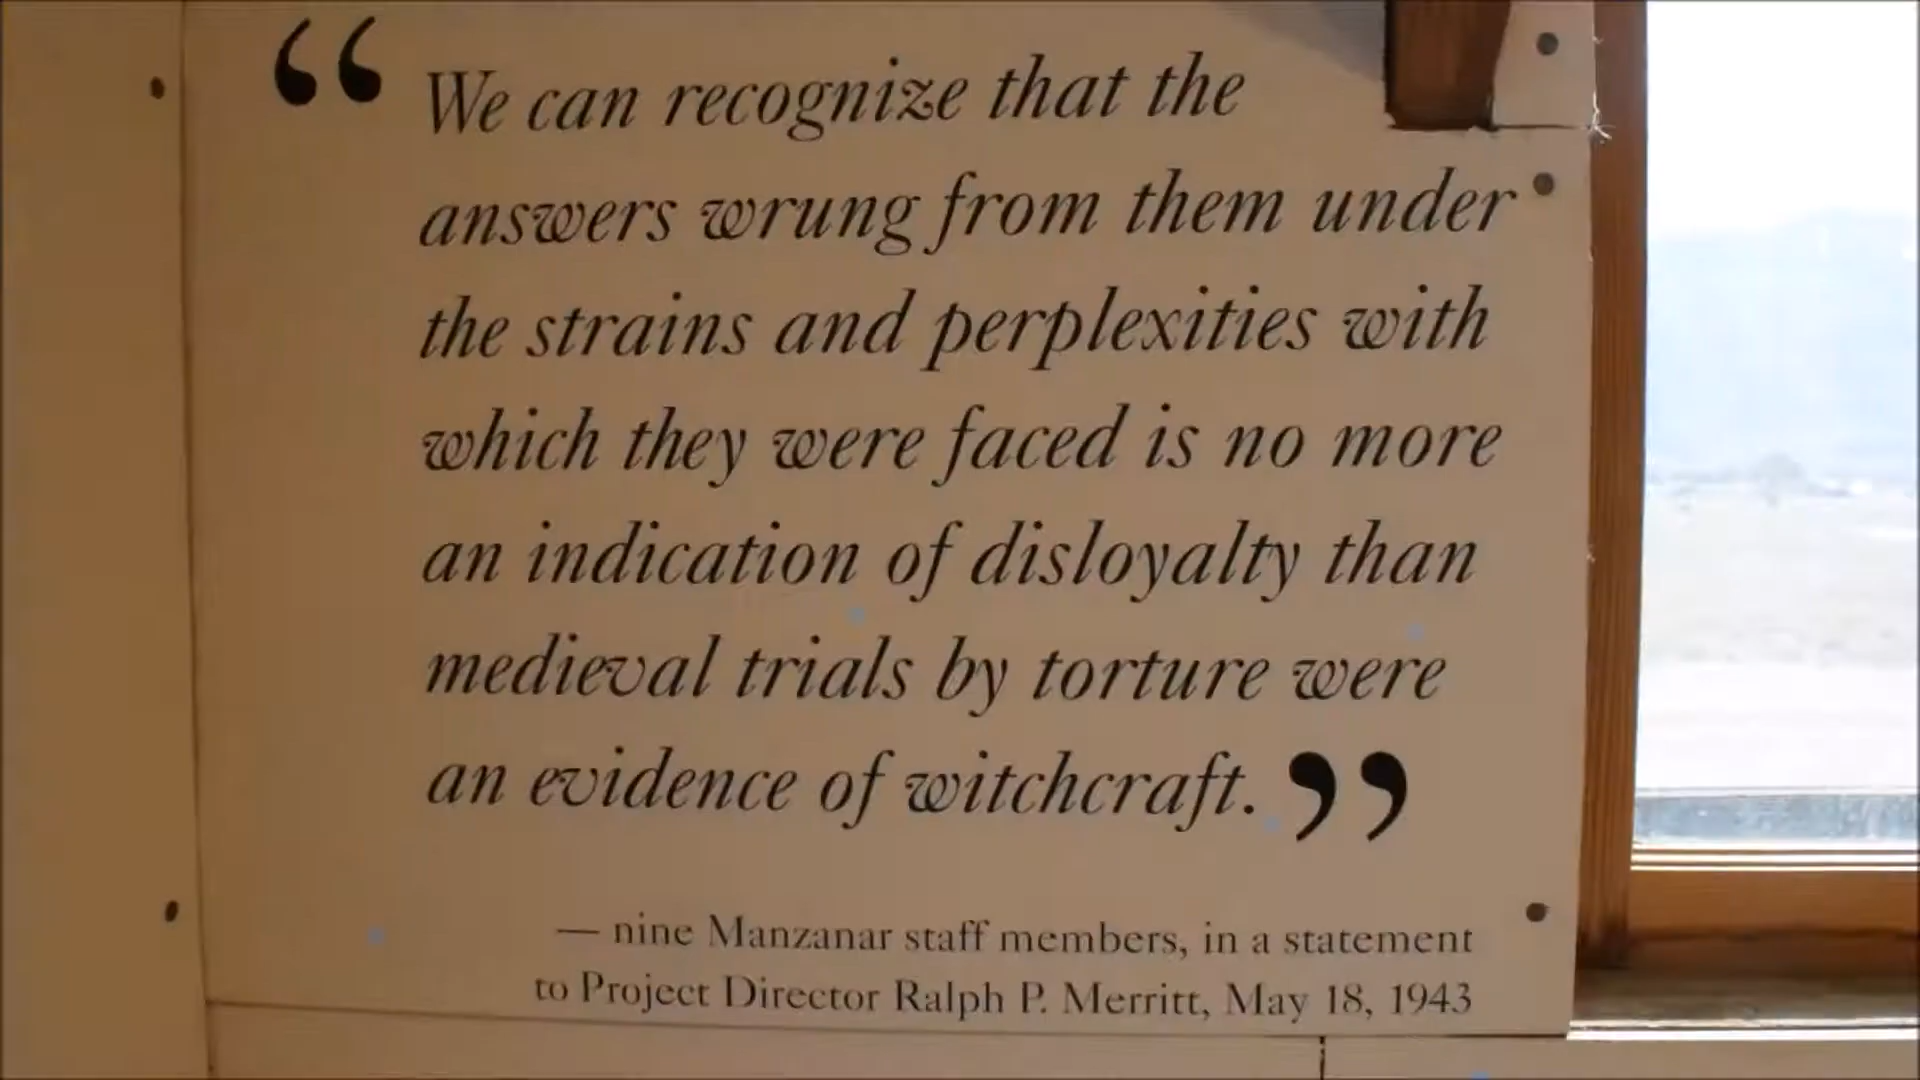 “We can recognize that the
answers wrung from them under
the strains and perplexities with
which they were faced is no more
an indication of disloyalty than
medieval trials by torture were
an evidence of witchcraft.”
— nine Manzanar staff members, in a statement
to Project Director Ralph P. Merritt, May 18, 1943